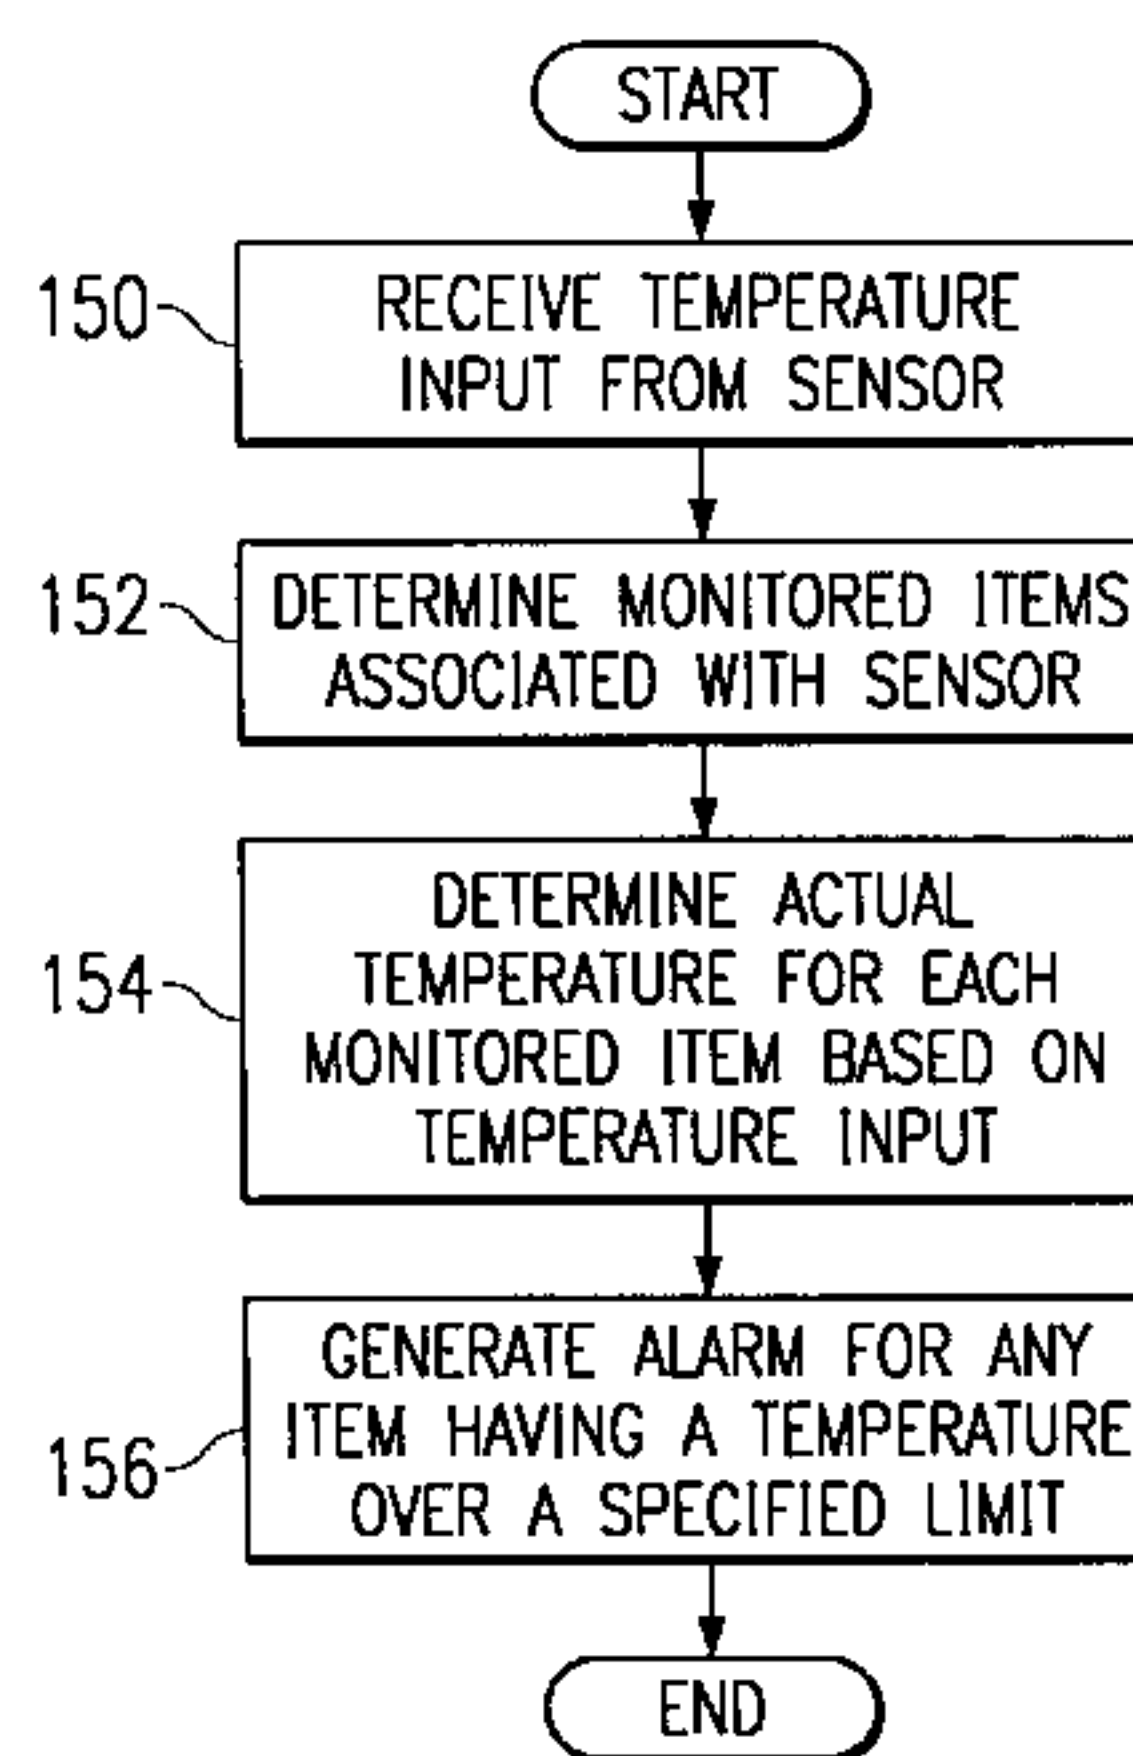 START
150
RECEIVE TEMPERATURE
INPUT FROM SENSOR
152
DETERMINE MONITORED ITEMS
ASSOCIATED WITH SENSOR
154
DETERMINE ACTUAL
TEMPERATURE FOR EACH
MONITORED ITEM BASED ON
TEMPERATURE INPUT
156
GENERATE ALARM FOR ANY
ITEM HAVING A TEMPERATURE
OVER A SPECIFIED LIMIT
END